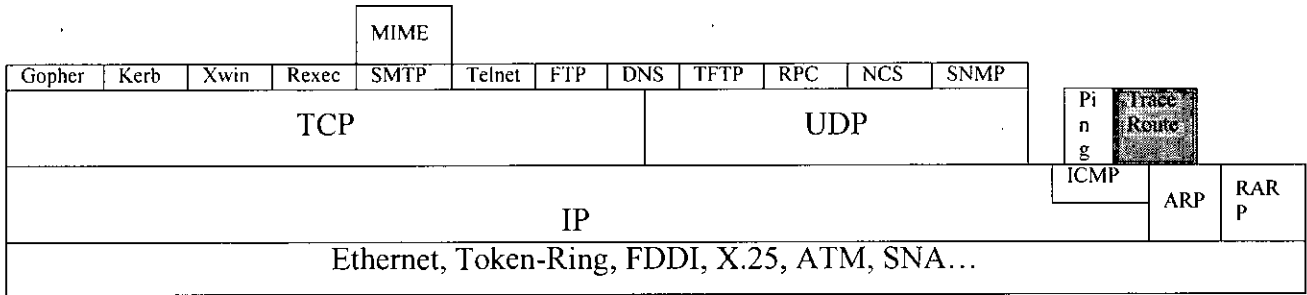 MIME
Gopher Kerb Xwin Rexec SMTP Telnet FTP DNS TFTP RPC NCS SNMP
TCP UDP
Pi
n
g
Trace
Route
ICMP
ARP
RAR
P
IP
Ethernet, Token-Ring, FDDI, X.25, ATM, SNA...